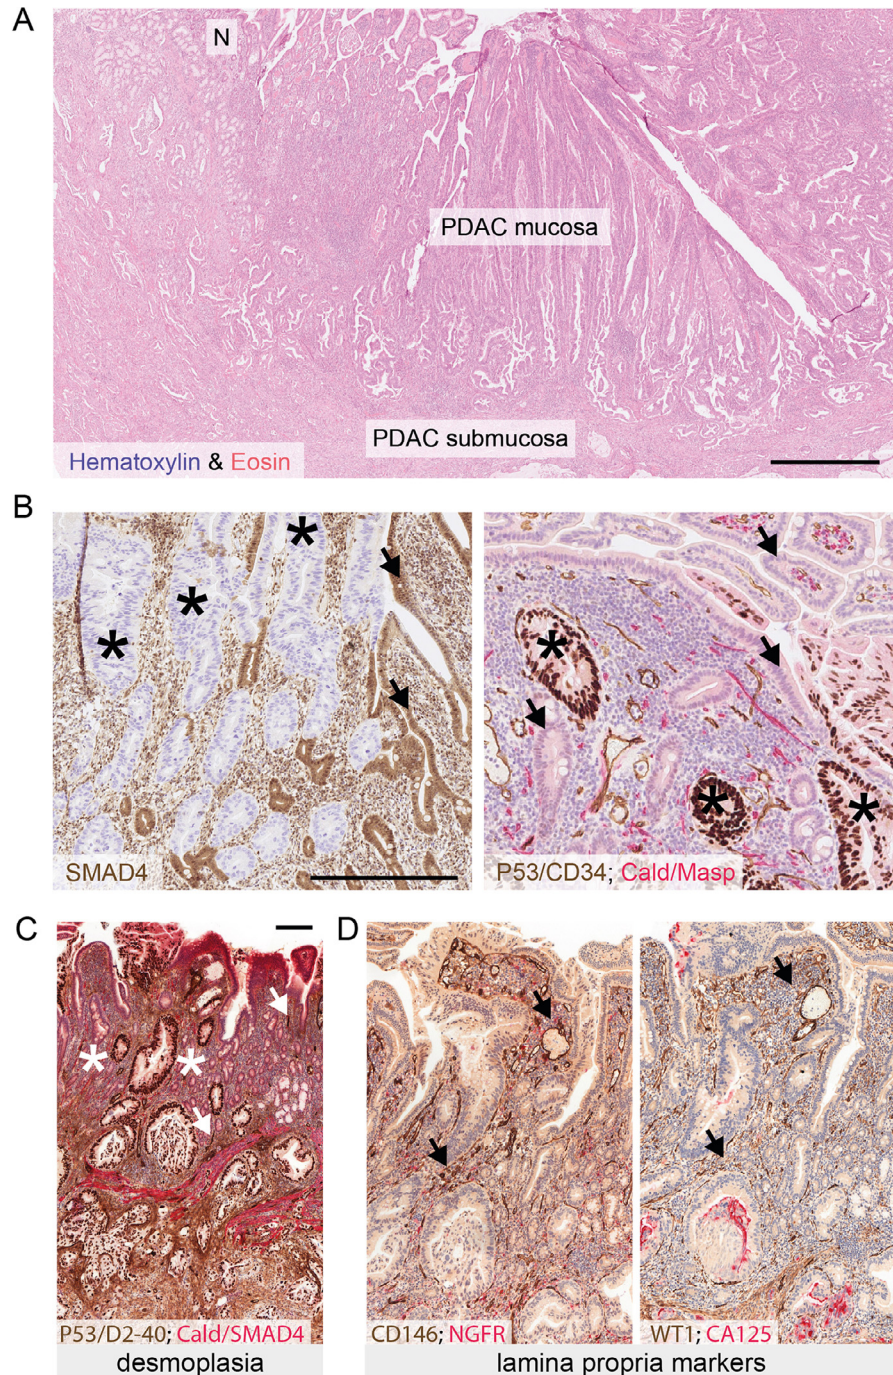 A
N
PDAC mucosa
PDAC submucosa
Hematoxylin & Eosin
B
SMAD4
P53/CD34; Cald/Masp
C
D
P53/D2-40; Cald/SMAD4
CD146; NGFR
WT1; CA125
desmoplasia
lamina propria markers